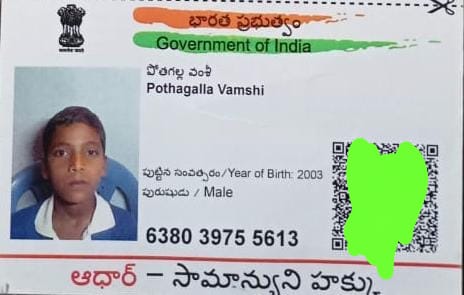 భారత ప్రభుత్వం
Government of India
పోతగల్ల వంశీ
Pothagalla Vamshi
పుట్టిన సంవత్సరం/Year of Birth: 2003
పురుషుడు / Male
6380 3975 5613
ఆధార్ – సామాన్యుని హక్కు